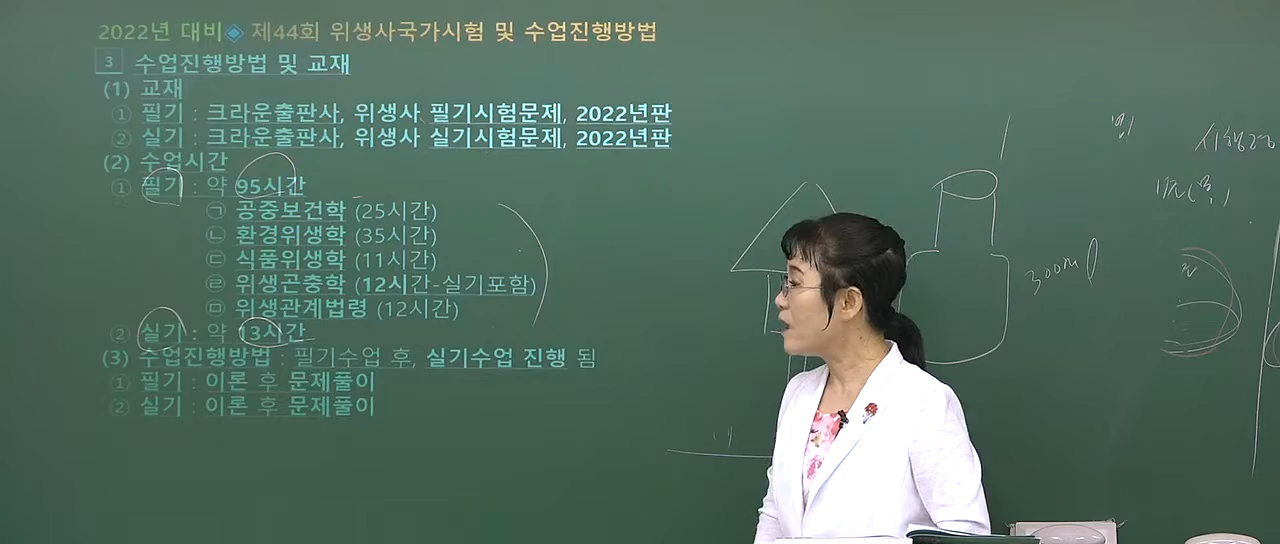 2022년 대비◈ 제44회 위생사국가시험 및 수업진행방법
3 수업진행방법 및 교재
(1) 교재
① 필기 : 크라운출판사, 위생사 필기시험문제, 2022년판
② 실기 : 크라운출판사, 위생사 실기시험문제, 2022년판
(2) 수업시간
① 필기 : 약 95시간
㉠ 공중보건학 (25시간)
㉡ 환경위생학 (35시간)
㉢ 식품위생학 (11시간)
㉣ 위생곤충학 (12시간-실기포함)
㉤ 위생관계법령 (12시간)
② 실기 : 약 13시간
(3) 수업진행방법 : 필기수업 후, 실기수업 진행 됨
① 필기 : 이론 후 문제풀이
② 실기 : 이론 후 문제풀이
300ml